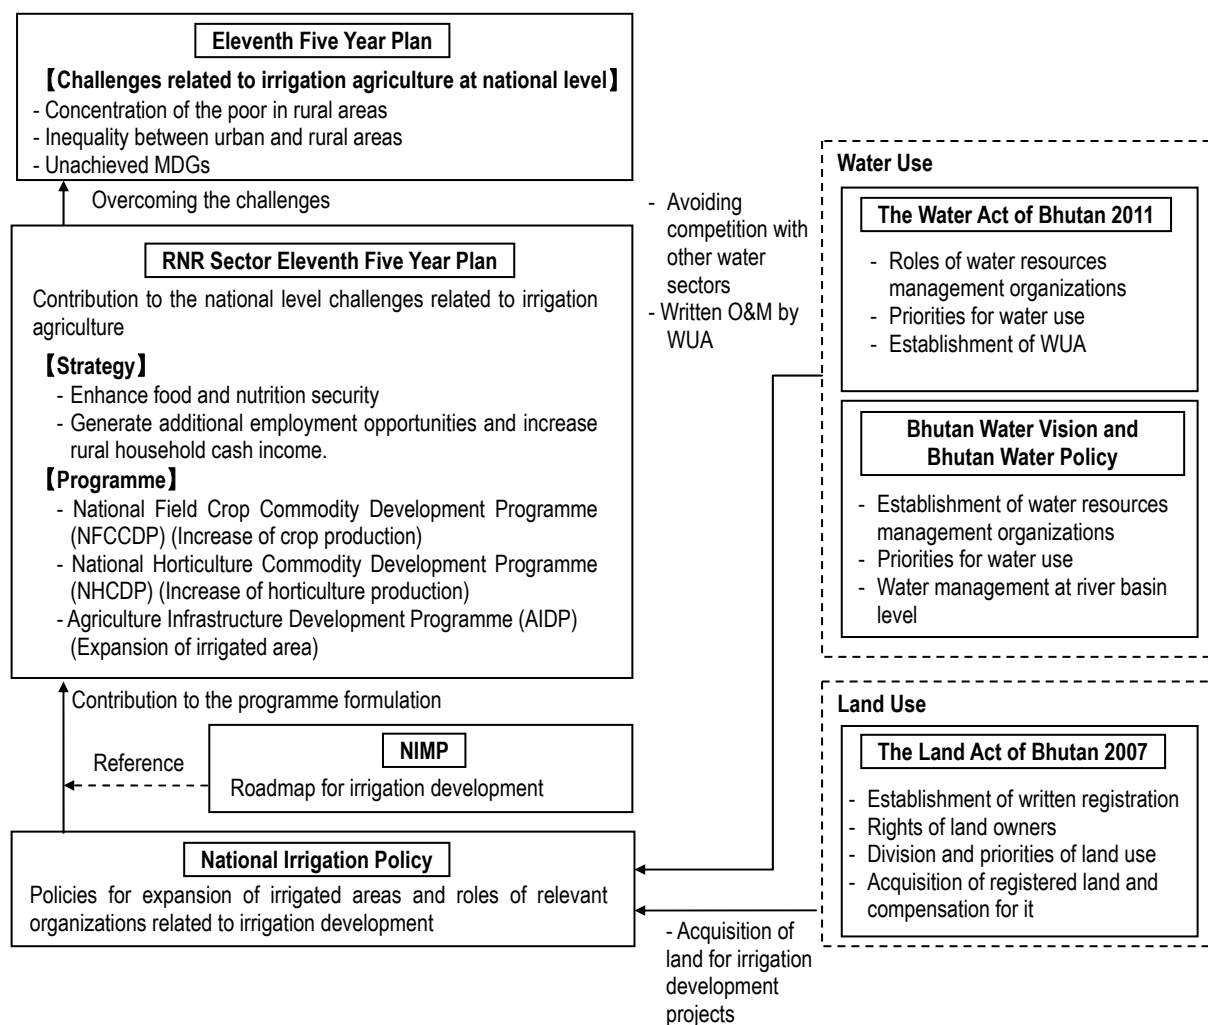 Eleventh Five Year Plan
【Challenges related to irrigation agriculture at national level】
- Concentration of the poor in rural areas
- Inequality between urban and rural areas
- Unachieved MDGs
Overcoming the challenges
RNR Sector Eleventh Five Year Plan
Contribution to the national level challenges related to irrigation
agriculture
【Strategy】
- Enhance food and nutrition security
- Generate additional employment opportunities and increase
rural household cash income.
【Programme】
- National Field Crop Commodity Development Programme
(NFCCDP) (Increase of crop production)
- National Horticulture Commodity Development Programme
(NHCDP) (Increase of horticulture production)
- Agriculture Infrastructure Development Programme (AIDP)
(Expansion of irrigated area)
Contribution to the programme formulation
Reference
NIMP
Roadmap for irrigation development
National Irrigation Policy
Policies for expansion of irrigated areas and roles of relevant
organizations related to irrigation development
- Avoiding
competition with
other water
sectors
- Written O&M by
WUA
Water Use
The Water Act of Bhutan 2011
- Roles of water resources
management organizations
- Priorities for water use
- Establishment of WUA
Bhutan Water Vision and
Bhutan Water Policy
- Establishment of water resources
management organizations
- Priorities for water use
- Water management at river basin
level
Land Use
The Land Act of Bhutan 2007
- Establishment of written registration
- Rights of land owners
- Division and priorities of land use
- Acquisition of registered land and
compensation for it
- Acquisition of
land for irrigation
development
projects